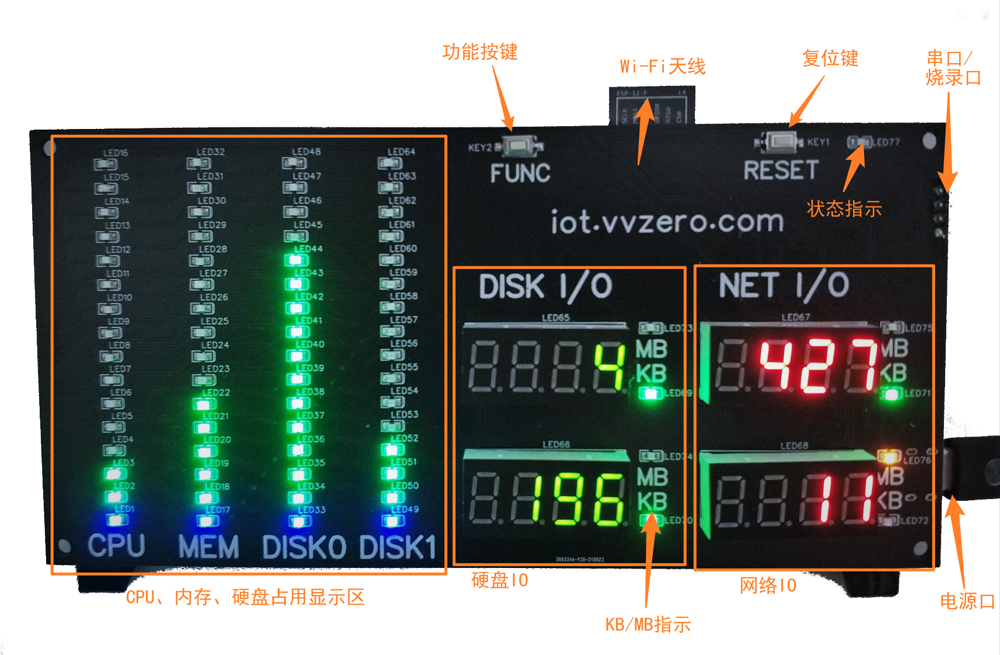 功能按键
Wi-Fi天线
复位键
串口/
烧录口
ESP-12-F
KEY2
FUNC
KEY1
LED77
RESET
状态指示
iot.vvzero.com
LED16 LED32 LED48 LED64
LED15 LED31 LED47 LED63
LED14 LED30 LED46 LED62
LED13 LED29 LED45 LED61
LED12 LED28 LED44 LED60
LED11 LED27 LED43 LED59
LED10 LED26 LED42 LED58
LED9 LED25 LED41 LED57
LED8 LED24 LED40 LED56
LED7 LED23 LED39 LED55
LED6 LED22 LED38 LED54
LED5 LED21 LED37 LED53
LED4 LED20 LED36 LED52
LED3 LED19 LED35 LED51
LED2 LED18 LED34 LED50
LED1 LED17 LED33 LED49
CPU MEM DISK0 DISK1
CPU、内存、硬盘占用显示区
DISK I/O
LED65
LED73
4
MB
KB
LED69
LED66
LED74
196
MB
KB
LED70
硬盘IO
KB/MB指示
NET I/O
LED67
LED75
427
MB
KB
LED71
LED68
LED76
11
MB
KB
LED72
网络IO
电源口